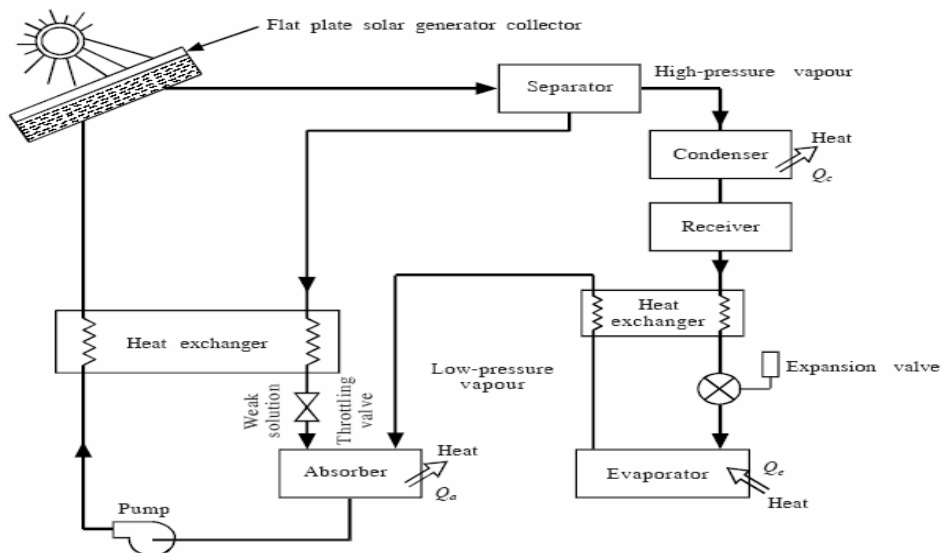 Flat plate solar generator collector
Separator
High-pressure vapour
Heat
Condenser
Qc
Receiver
Heat
exchanger
Heat exchanger
Expansion valve
Low-pressure
vapour
Weak
solution
Throttling
valve
Absorber
Heat
Qa
Evaporator
Qe
Heat
Pump